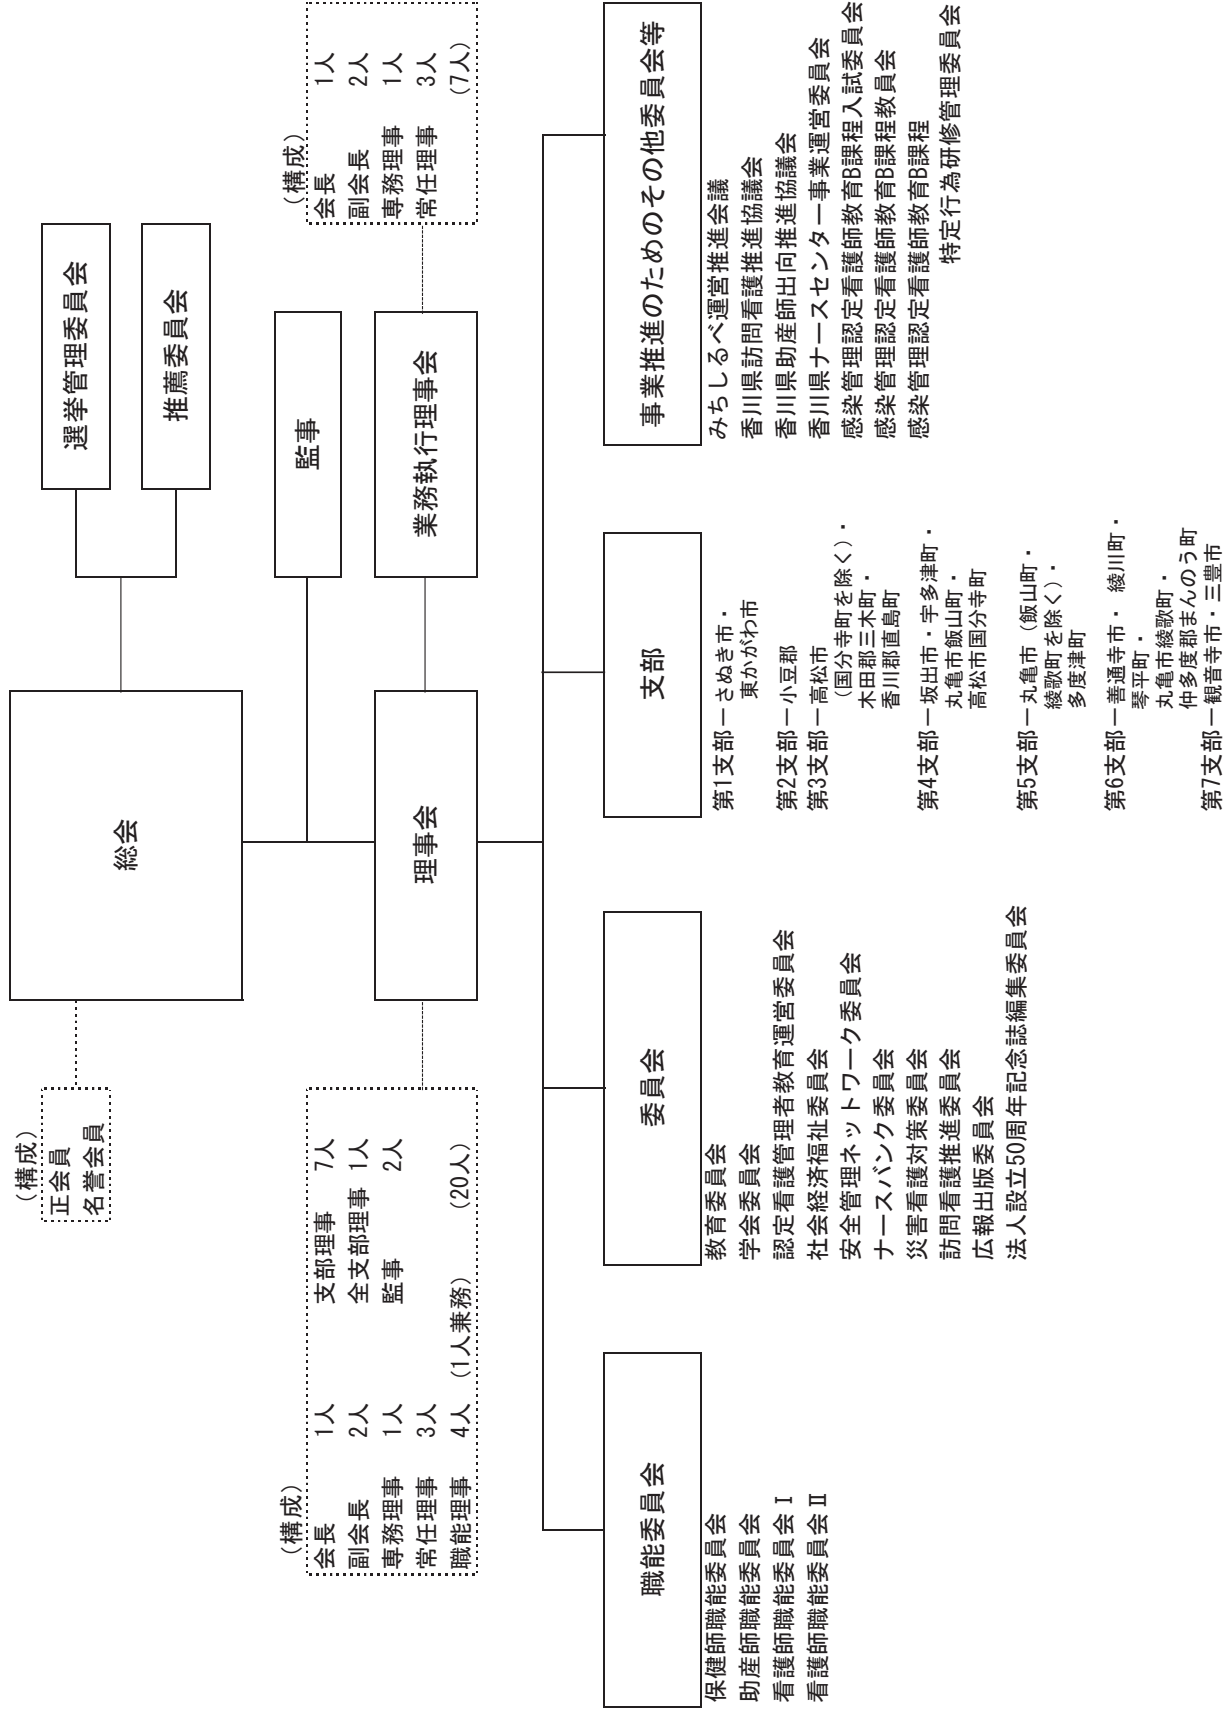 (構成)
正会員
名誉会員
総会
選挙管理委員会
推薦委員会
監事
(構成)
会長 1人
副会長 2人
専務理事 1人
常任理事 3人
職能理事 4人 (1人兼務)
支部理事 7人
全支部理事 1人
監事 2人
(20人)
理事会
業務執行理事会
(構成)
会長 1人
副会長 2人
専務理事 1人
常任理事 3人
(7人)
職能委員会
保健師職能委員会
助産師職能委員会
看護師職能委員会Ⅰ
看護師職能委員会Ⅱ
委員会
教育委員会
学会委員会
認定看護管理者教育運営委員会
社会経済福祉委員会
安全管理ネットワーク委員会
ナースバンク委員会
災害看護対策委員会
訪問看護推進委員会
広報出版委員会
法人設立50周年記念誌編集委員会
支部
第1支部ーさぬき市・
東かがわ市
第2支部ー小豆郡
第3支部ー高松市
(国分寺町を除く)・
木田郡三木町・
香川郡直島町
第4支部ー坂出市・宇多津町・
丸亀市飯山町・
高松市国分寺町
第5支部ー丸亀市(飯山町・
綾歌町を除く)・
多度津町
第6支部ー善通寺市・ 綾川町・
琴平町・
丸亀市綾歌町・
仲多度郡まんのう町
第7支部ー観音寺市・三豊市
事業推進のためのその他委員会等
みちしるべ運営推進会議
香川県訪問看護推進協議会
香川県助産師出向推進協議会
香川県ナースセンター事業運営委員会
感染管理認定看護師教育B課程入試委員会
感染管理認定看護師教育B課程教員会
感染管理認定看護師教育B課程
特定行為研修管理委員会